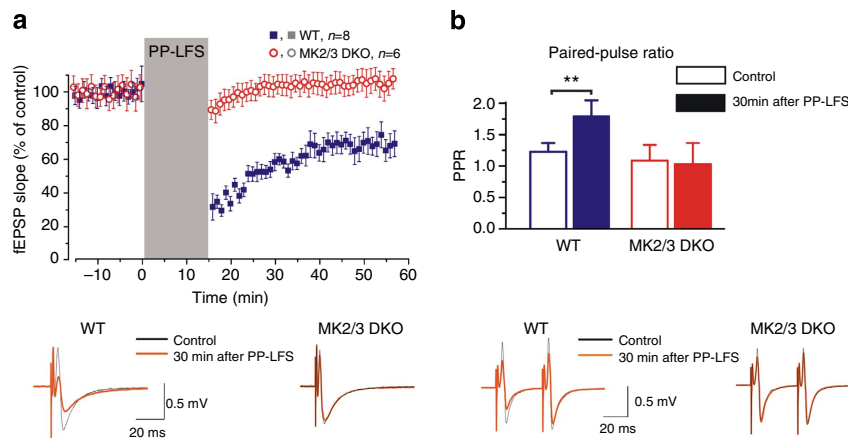 a
PP-LFS
■, ■ WT, n=8
○, ○ MK2/3 DKO, n=6
fEPSP slope (% of control)
100
80
60
40
20
0
–10 0 10 20 30 40 50 60
Time (min)
WT
Control
30 min after PP-LFS
0.5 mV
20 ms
MK2/3 DKO
b
Paired-pulse ratio
Control
30min after PP-LFS
**
PPR
2.0
1.5
1.0
0.5
0.0
WT MK2/3 DKO
WT
Control
30 min after PP-LFS
0.5 mV
20 ms
MK2/3 DKO